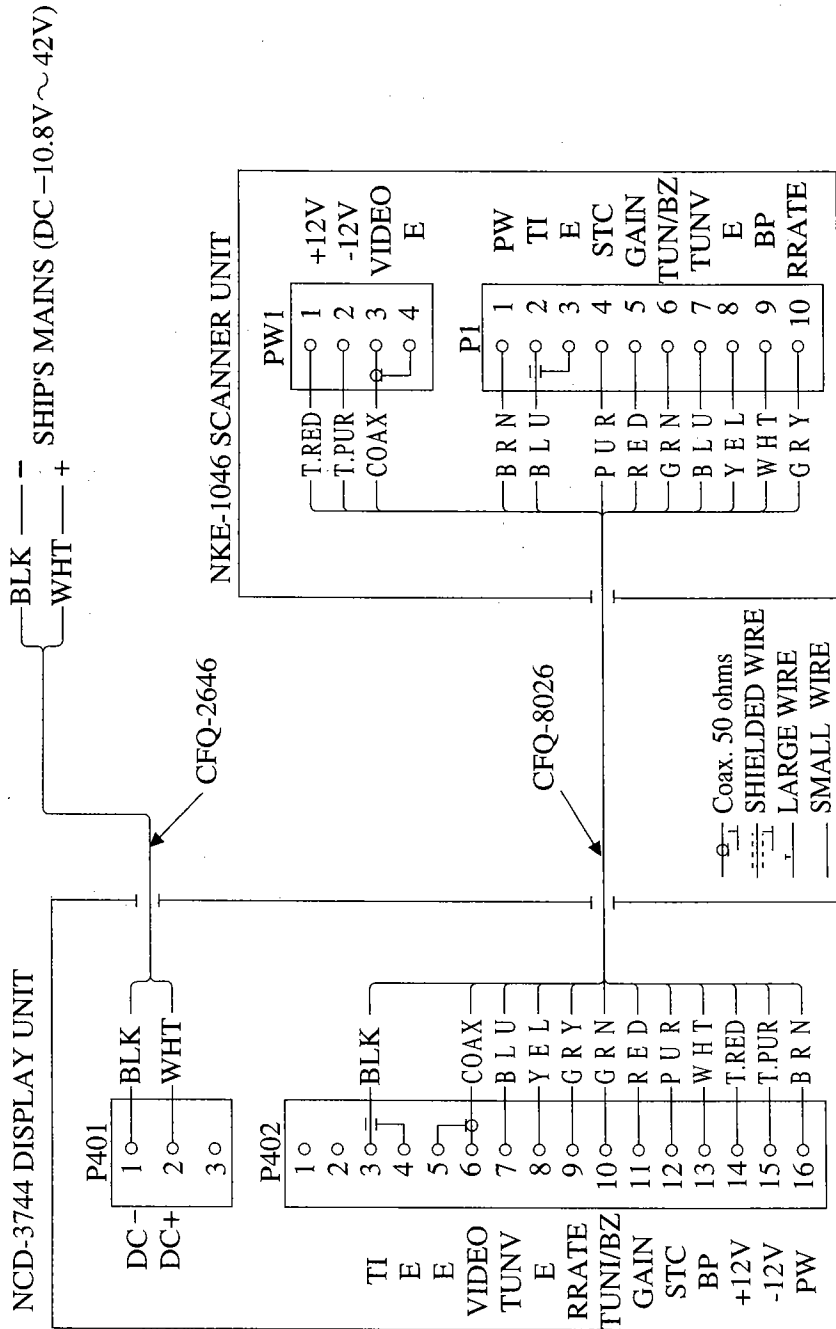 NCD-3744 DISPLAY UNIT
P401
DC- 1 BLK
DC+ 2 WHT
3
CFQ-2646
BLK −
WHT +
SHIP'S MAINS (DC −10.8V～42V)
P402
1
2
TI 3 BLK
E 4
E 5
VIDEO 6 COAX
TUNV 7 BLU
E 8 YEL
RRATE 9 GRY
TUNI/BZ 10 GRN
GAIN 11 RED
STC 12 PUR
BP 13 WHT
+12V 14 T.RED
-12V 15 T.PUR
PW 16 BRN
CFQ-8026
NKE-1046 SCANNER UNIT
PW1
T.RED 1 +12V
T.PUR 2 -12V
COAX 3 VIDEO
4 E
P1
BRN 1 PW
BLU 2 TI
3 E
PUR 4 STC
RED 5 GAIN
GRN 6 TUN/BZ
BLU 7 TUNV
YEL 8 E
WHT 9 BP
GRY 10 RRATE
Coax. 50 ohms
SHIELDED WIRE
LARGE WIRE
SMALL WIRE